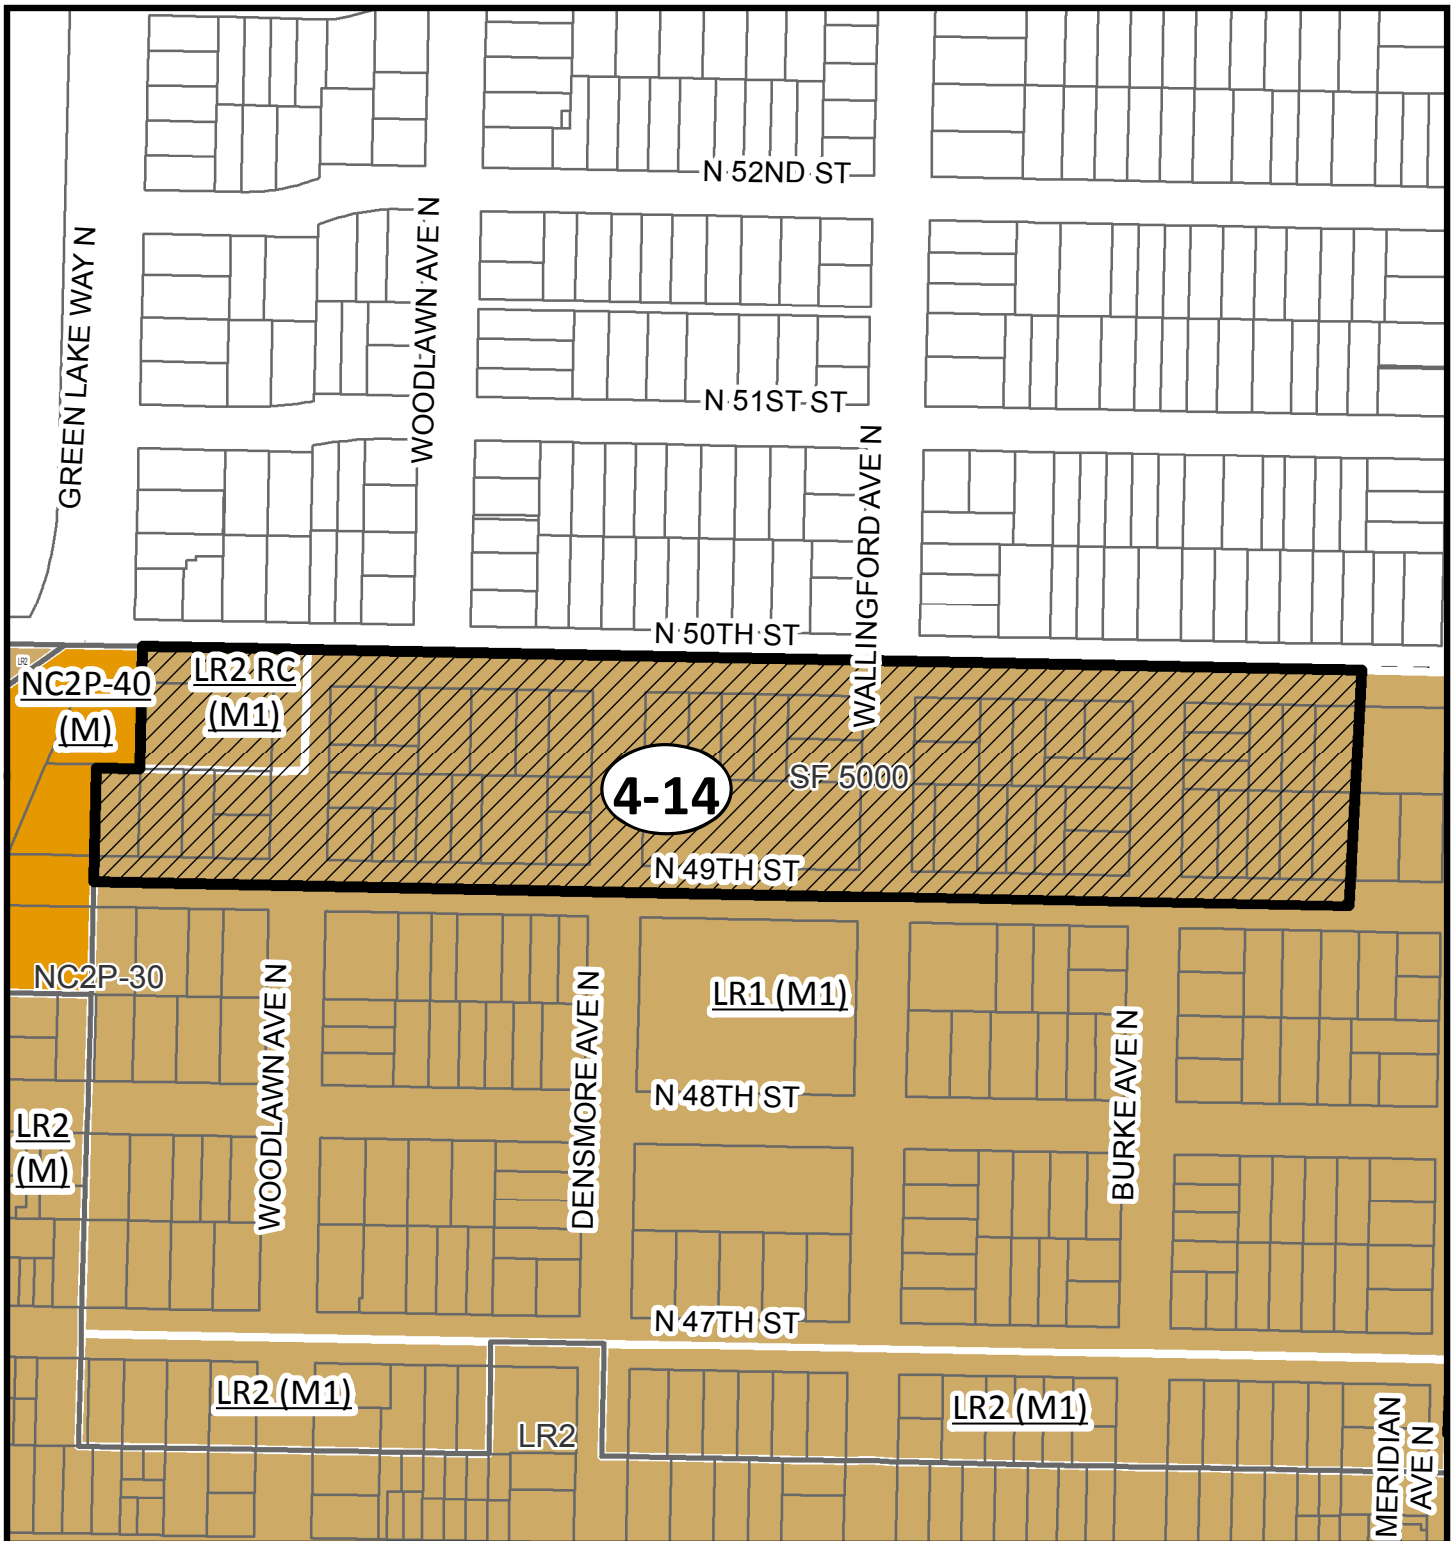 N 52ND ST
GREEN LAKE WAY N
WOODLAWN AVE N
N 51ST ST
WALLINGFORD AVE N
N 50TH ST
LR2
NC2P-40
(M)
LR2 RC
(M1)
4-14
SF 5000
N 49TH ST
NC2P-30
WOODLAWN AVE N
DENSMORE AVE N
LR1 (M1)
BURKE AVE N
N 48TH ST
LR2
(M)
N 47TH ST
LR2 (M1)
LR2
LR2 (M1)
MERIDIAN
AVE N